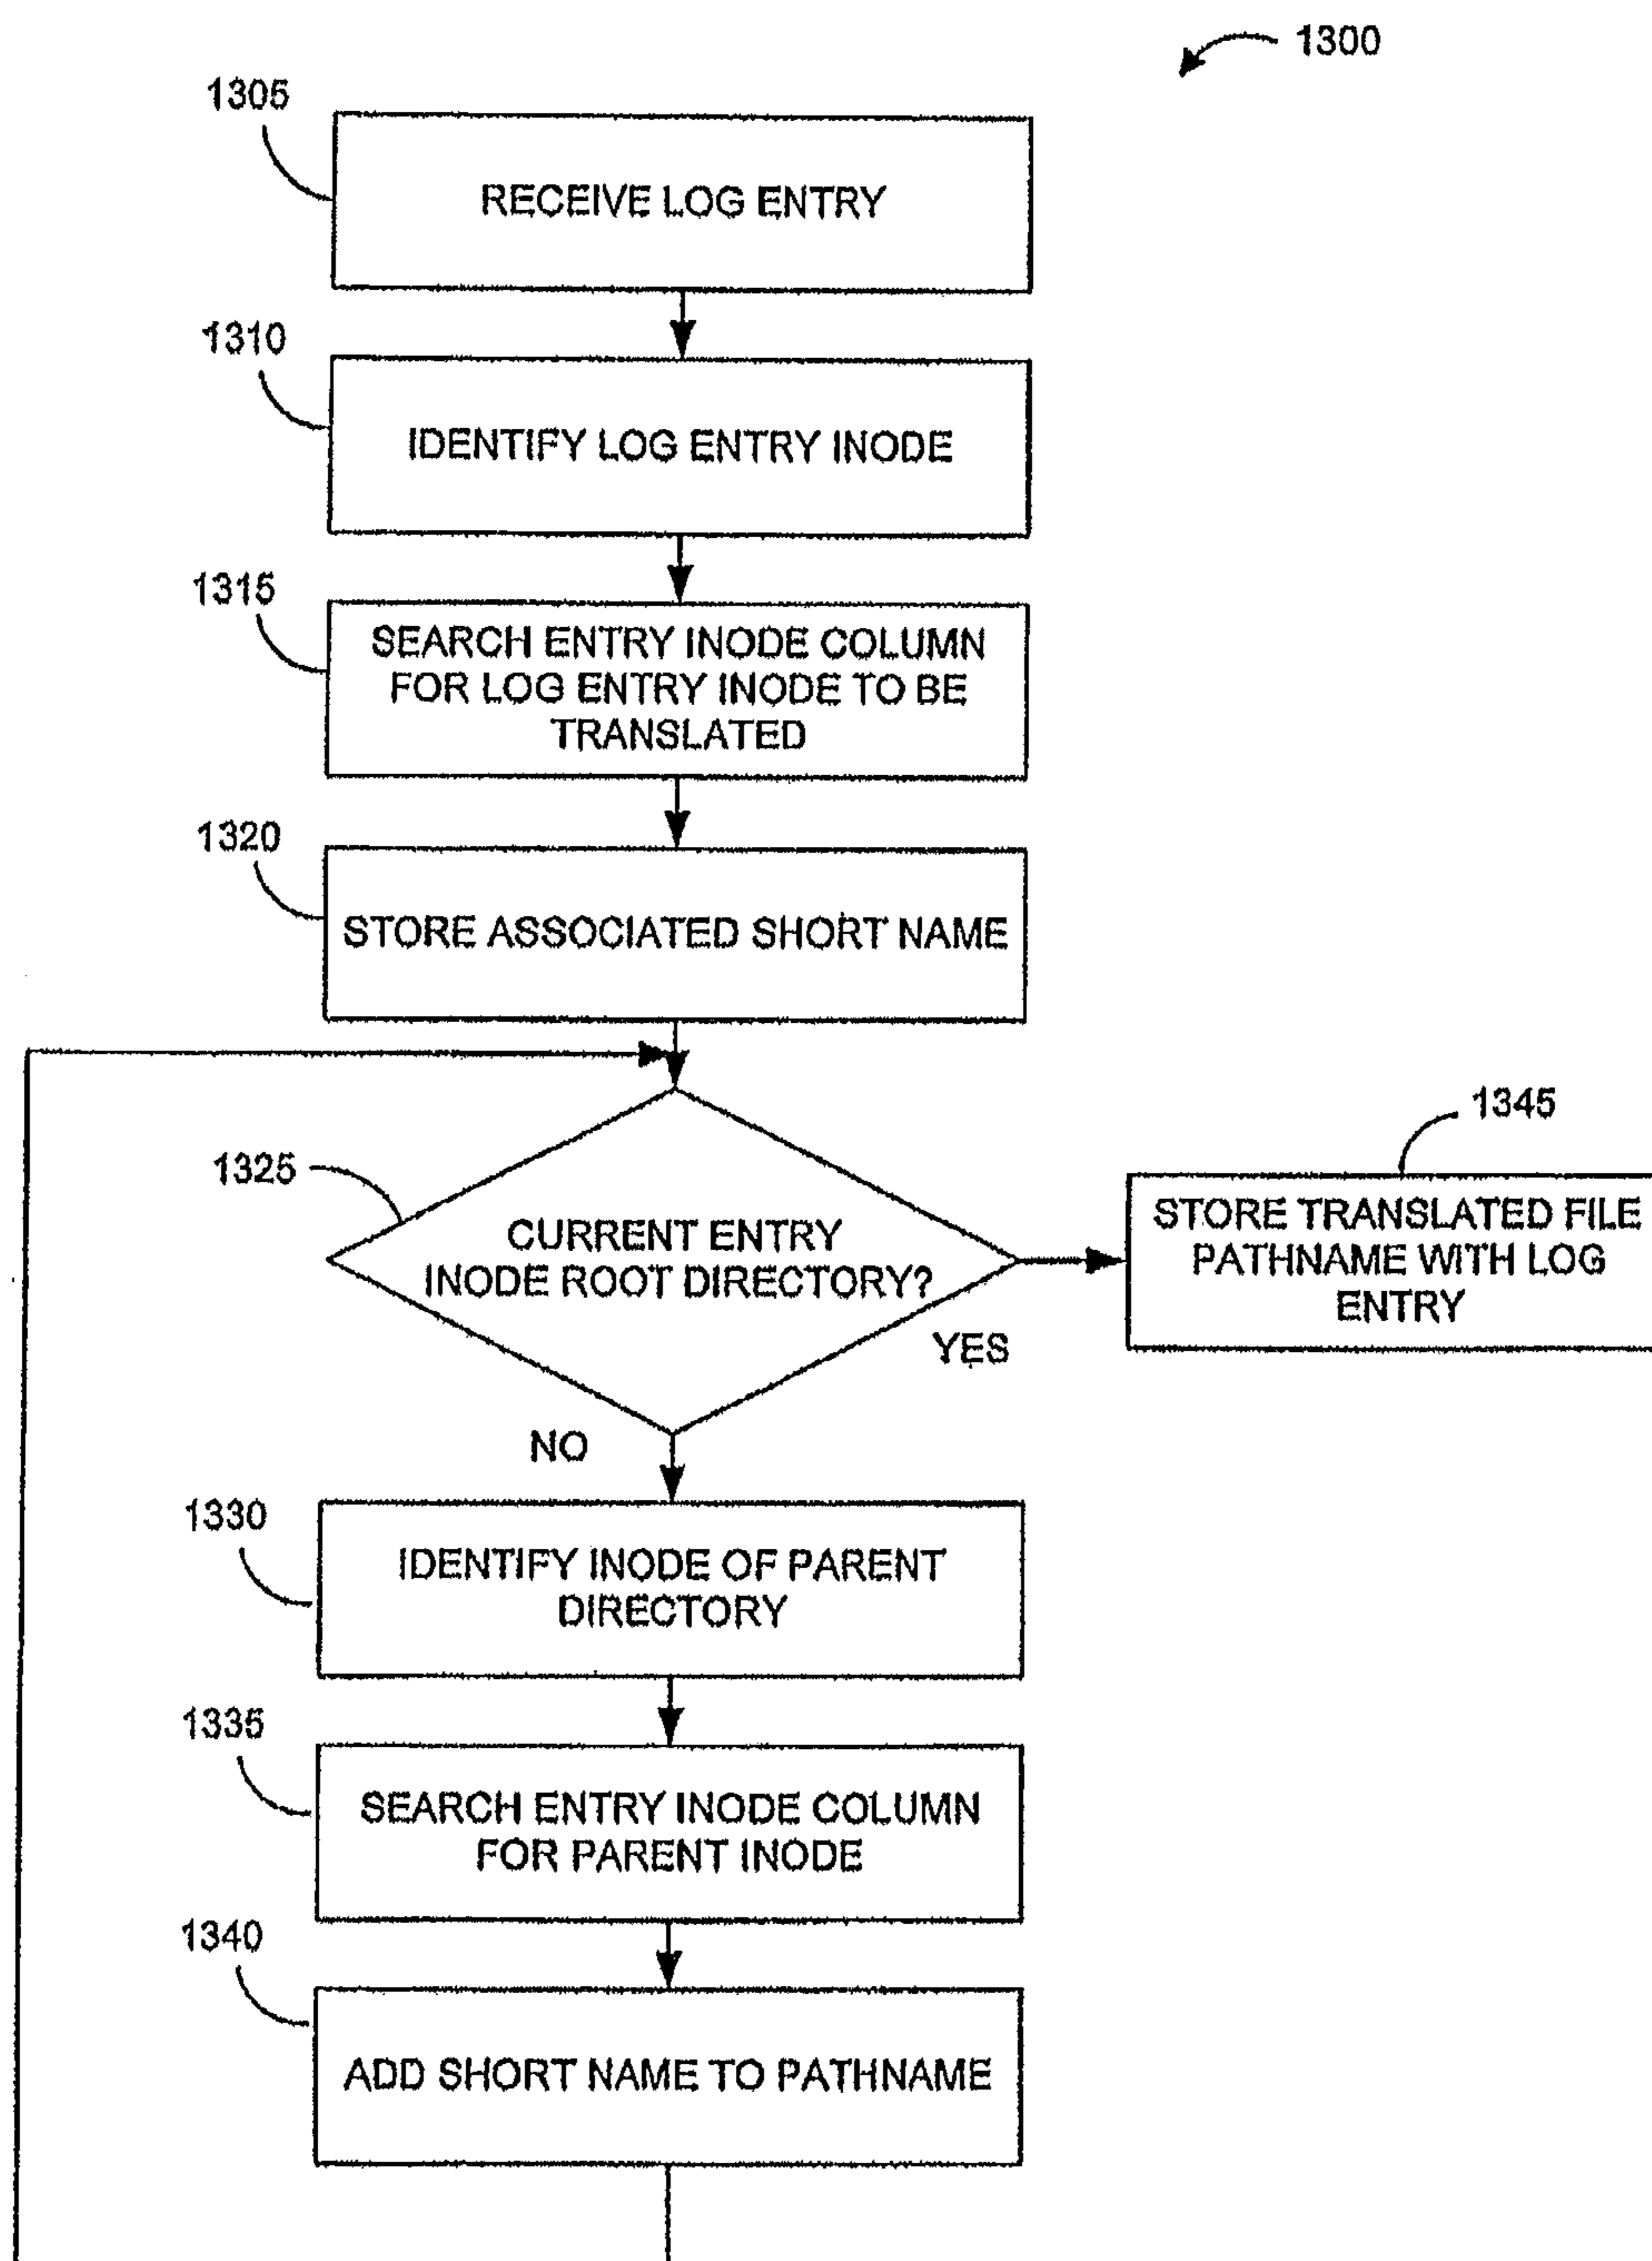 1300
1305
RECEIVE LOG ENTRY
1310
IDENTIFY LOG ENTRY INODE
1315
SEARCH ENTRY INODE COLUMN
FOR LOG ENTRY INODE TO BE
TRANSLATED
1320
STORE ASSOCIATED SHORT NAME
1325
CURRENT ENTRY
INODE ROOT DIRECTORY?
YES
1345
STORE TRANSLATED FILE
PATHNAME WITH LOG
ENTRY
NO
1330
IDENTIFY INODE OF PARENT
DIRECTORY
1335
SEARCH ENTRY INODE COLUMN
FOR PARENT INODE
1340
ADD SHORT NAME TO PATHNAME